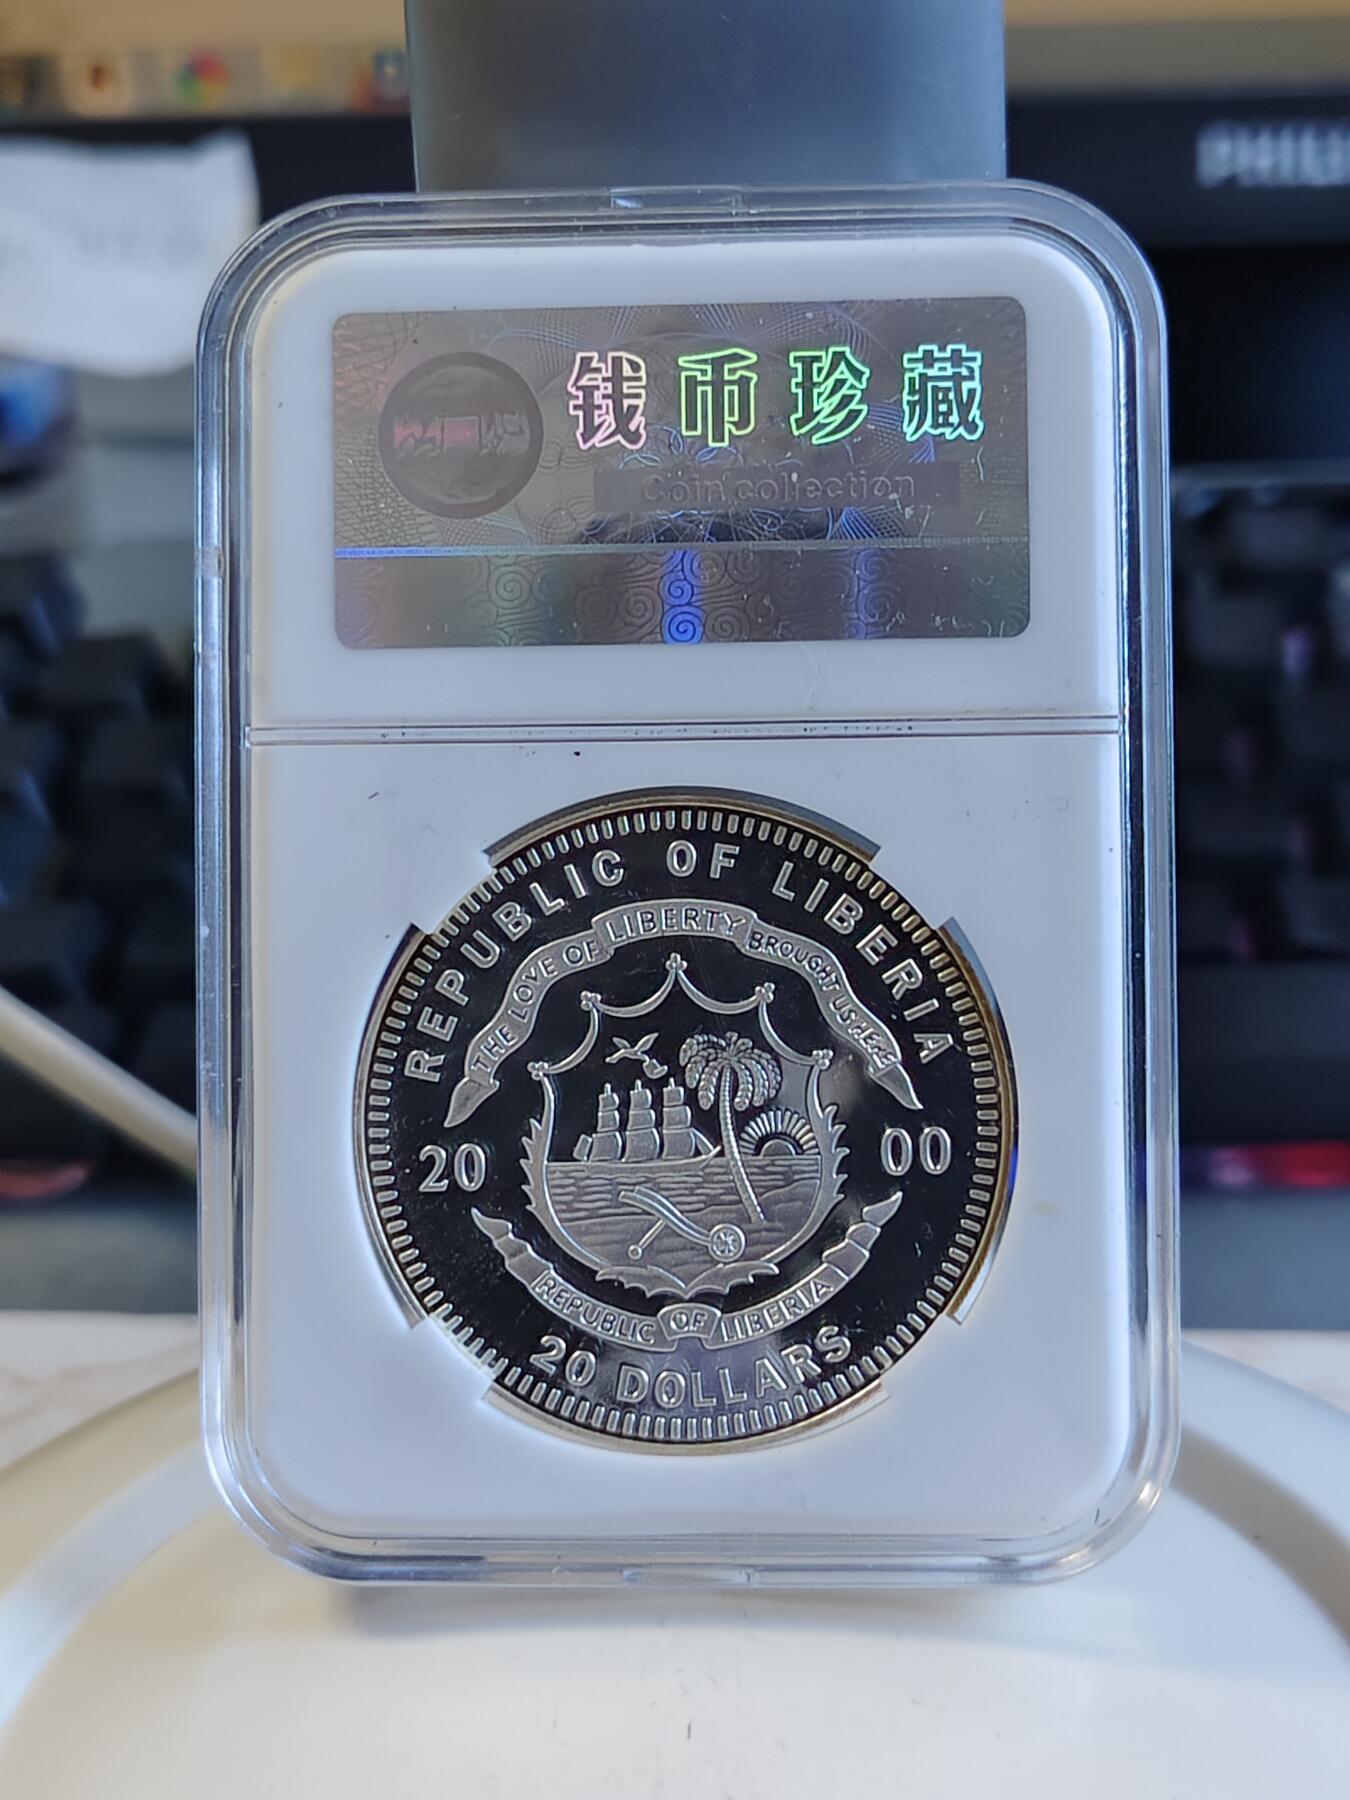 PHILI
钱币珍藏
Coin collection
REPUBLIC OF LIBERIA
THE LOVE OF LIBERTY BROUGHT US HERE
20 00
REPUBLIC OF LIBERIA
20 DOLLARS